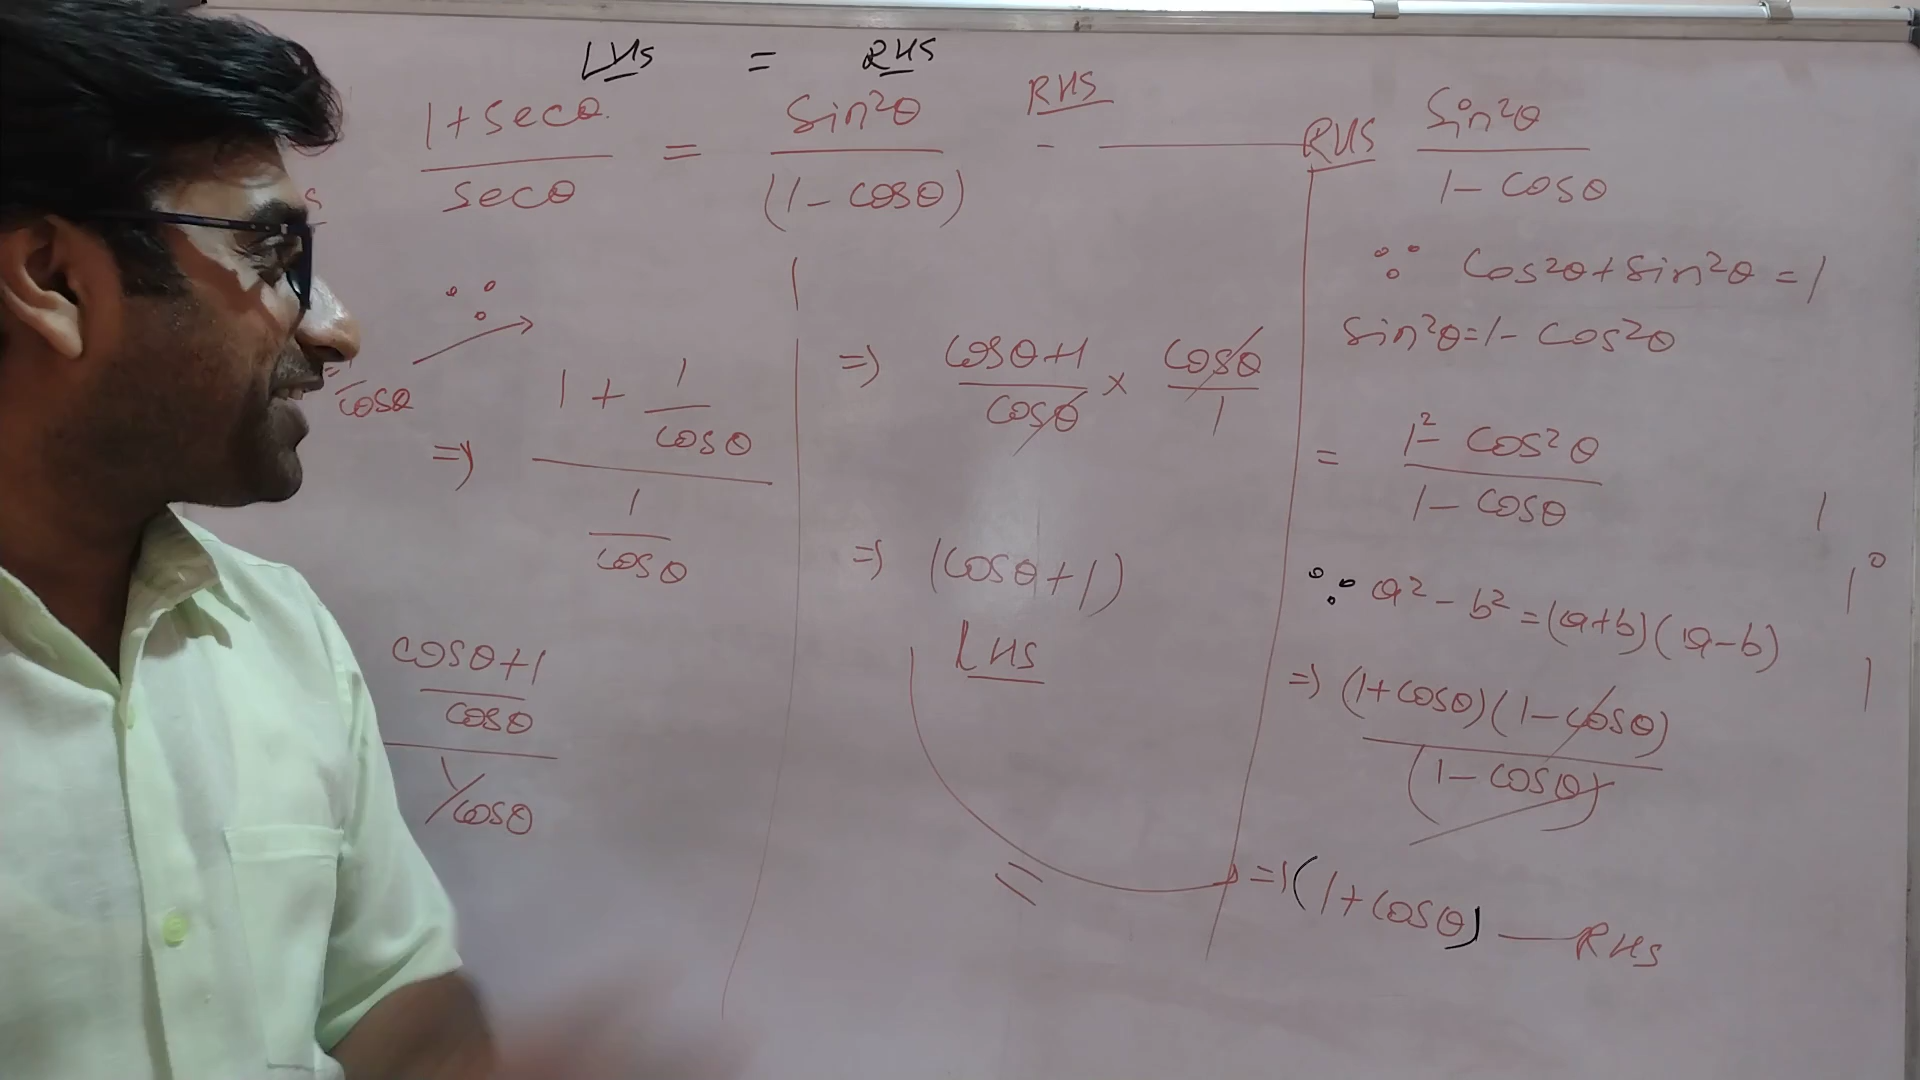 LHS = RHS
1+secθ / secθ = sin²θ / (1-cosθ) - — RHS
∵
cosθ
=> 1 + 1/cosθ / 1/cosθ
cosθ+1 / cosθ
1/cosθ
=> cosθ+1 / cosθ × cosθ / 1
=> (cosθ+1)
LHS
=
RHS sin²θ / 1-cosθ
∵ cos²θ+sin²θ=1
sin²θ=1-cos²θ
= 1²-cos²θ / 1-cosθ
∵ a²-b²=(a+b)(a-b)
=> (1+cosθ)(1-cosθ) / (1-cosθ)
=> (1+cosθ) — RHS